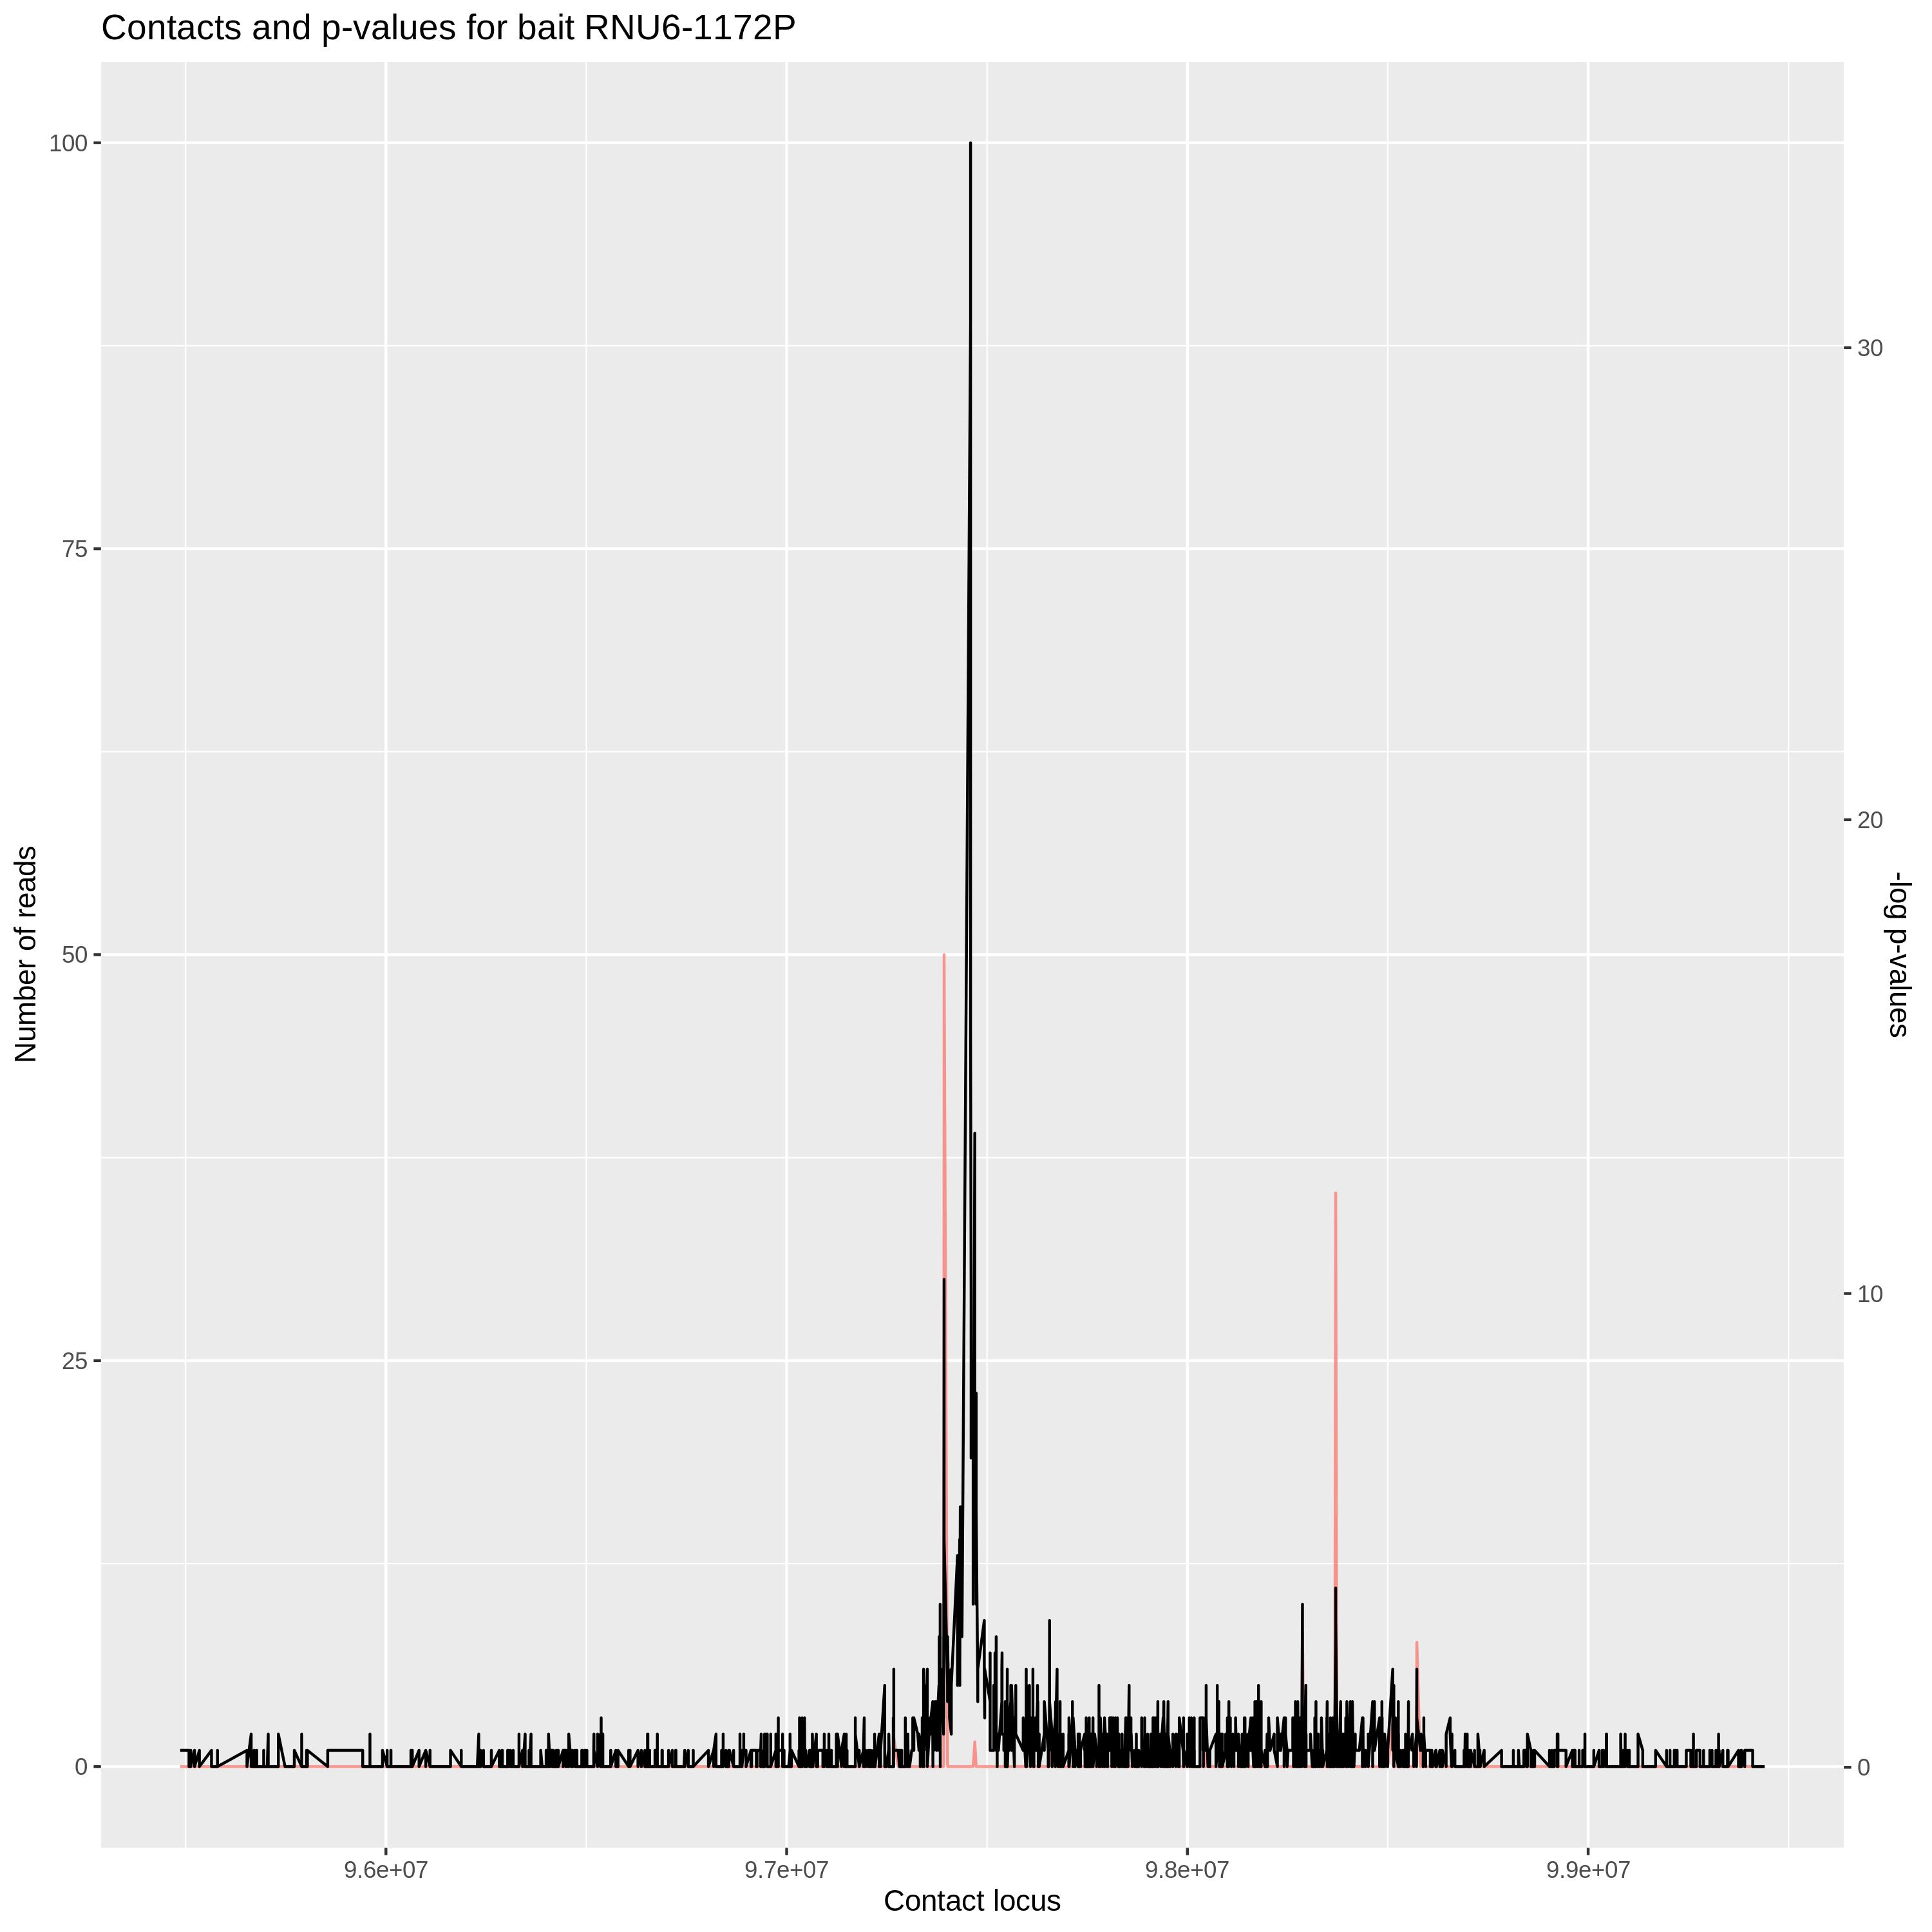 Contacts and p-values for bait RNU6-1172P
100
75
50
25
0
Number of reads
30
20
10
0
-log p-values
9.6e+07
9.7e+07
9.8e+07
9.9e+07
Contact locus